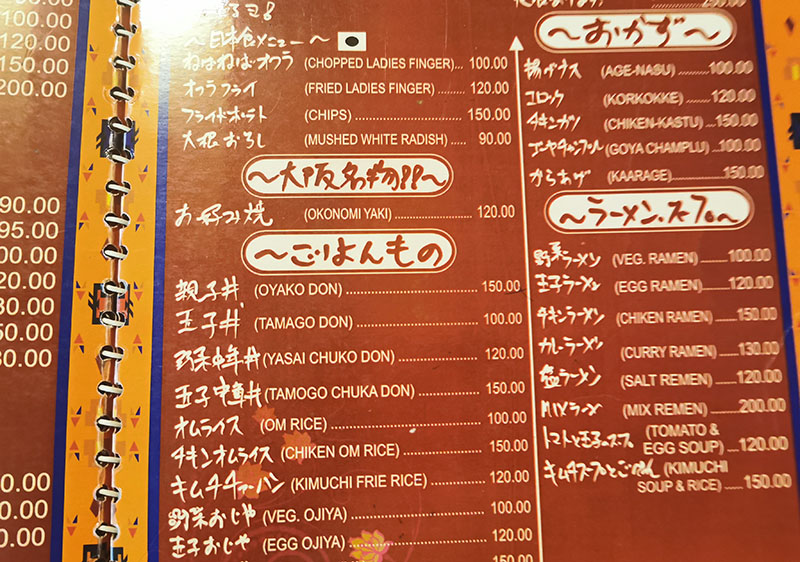 100.00
120.00
150.00
200.00
90.00
95.00
00.00
20.00
30.00
50.00
30.00
0.00
0.00
0.00
〜日本食メニュー〜
ねばねばオクラ (CHOPPED LADIES FINGER)... 100.00
オクラフライ (FRIED LADIES FINGER) 120.00
フライドポテト (CHIPS) 150.00
大根おろし (MUSHED WHITE RADISH) 90.00
〜大阪名物!!〜
お好み焼 (OKONOMI YAKI) 120.00
〜ごはんもの
親子丼 (OYAKO DON) 150.00
玉子丼 (TAMAGO DON) 100.00
野菜中華丼 (YASAI CHUKO DON) 120.00
玉子中華丼 (TAMOGO CHUKA DON) 150.00
オムライス (OM RICE) 100.00
チキンオムライス (CHIKEN OM RICE) 150.00
キムチチャーハン (KIMUCHI FRIE RICE) 120.00
野菜おじや (VEG. OJIYA) 100.00
玉子おじや (EGG OJIYA) 120.00
〜おかず〜
揚げナス (AGE-NASU) 100.00
コロッケ (KORKOKKE) 120.00
チキンカツ (CHIKEN-KASTU) 150.00
ゴーヤチャンプルー (GOYA CHAMPLU) 100.00
からあげ (KAARAGE) 150.00
〜ラーメン・スープ〜
野菜ラーメン (VEG. RAMEN) 100.00
玉子ラーメン (EGG RAMEN) 120.00
チキンラーメン (CHIKEN RAMEN) 150.00
カレーラーメン (CURRY RAMEN) 130.00
塩ラーメン (SALT REMEN) 120.00
MIXラーメン (MIX REMEN) 200.00
トマトと玉子のスープ (TOMATO &
EGG SOUP) 120.00
キムチスープとごはん (KIMUCHI
SOUP & RICE) 150.00